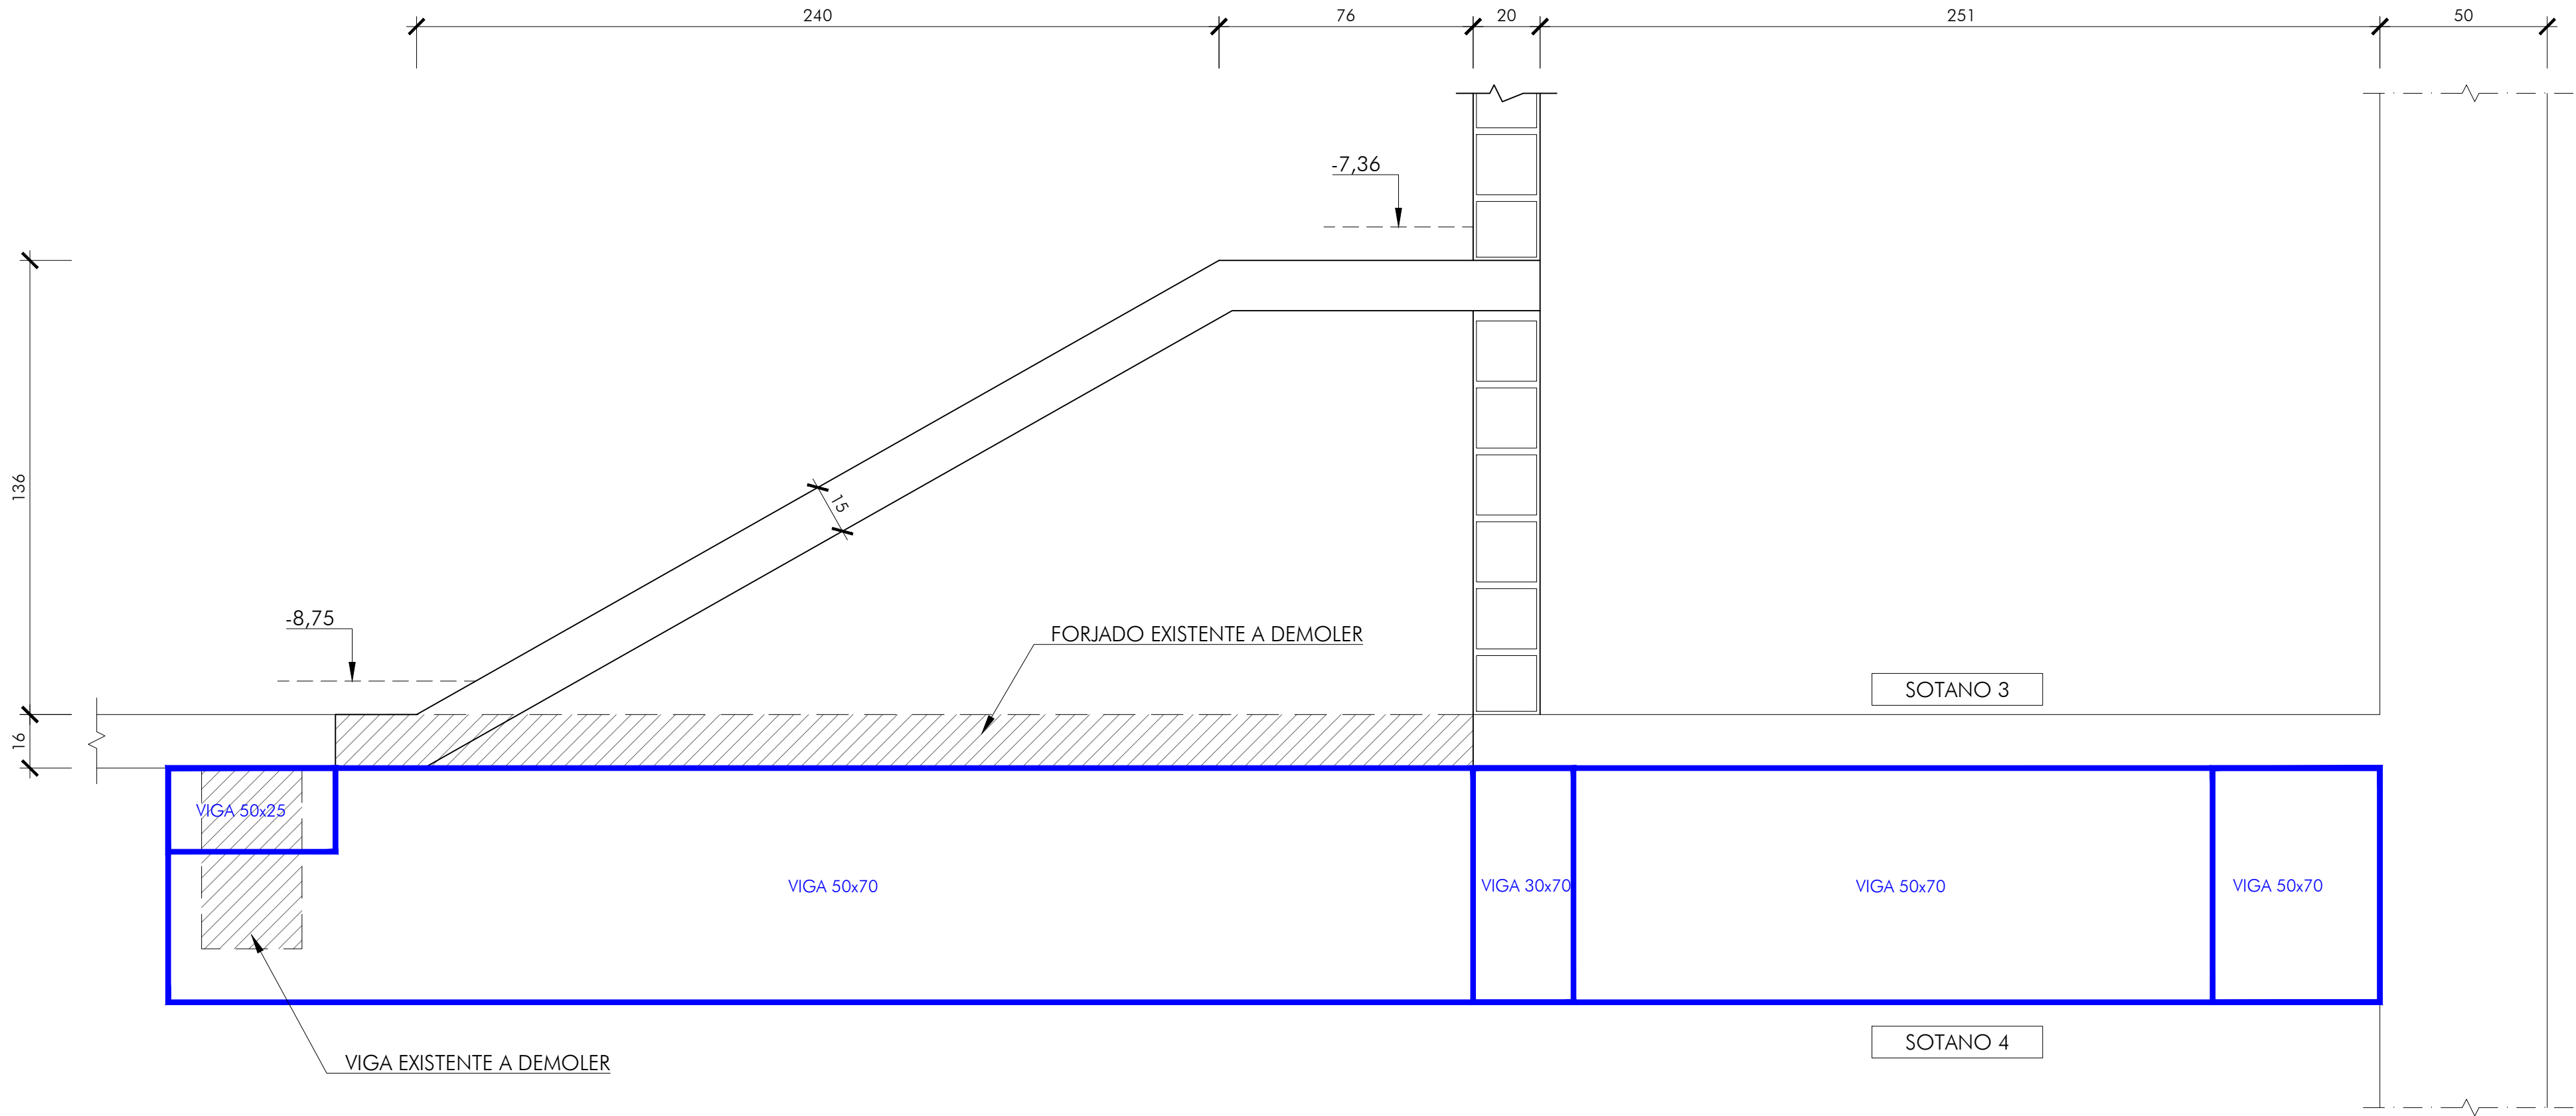 240
76
20
251
50
-7,36
136
15
-8,75
FORJADO EXISTENTE A DEMOLER
SOTANO 3
16
VIGA 50x25
VIGA 50x70
VIGA 30x70
VIGA 50x70
VIGA 50x70
SOTANO 4
VIGA EXISTENTE A DEMOLER